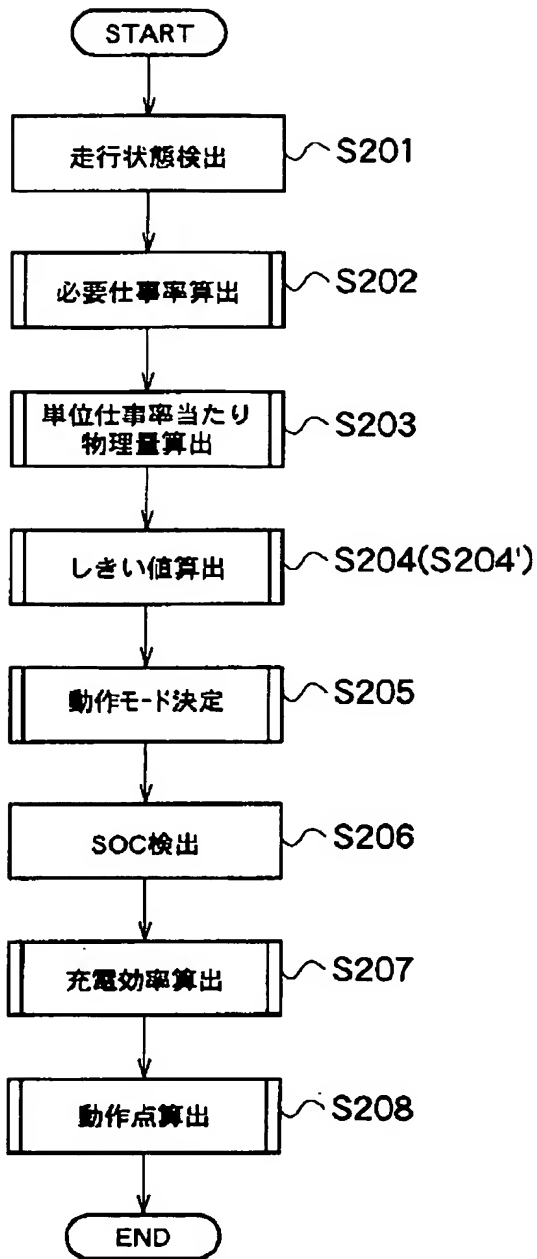 START
走行状態検出
S201
必要仕事率算出
S202
単位仕事率当たり
物理量算出
S203
しきい値算出
S204(S204')
動作モード決定
S205
SOC検出
S206
充電効率算出
S207
動作点算出
S208
END